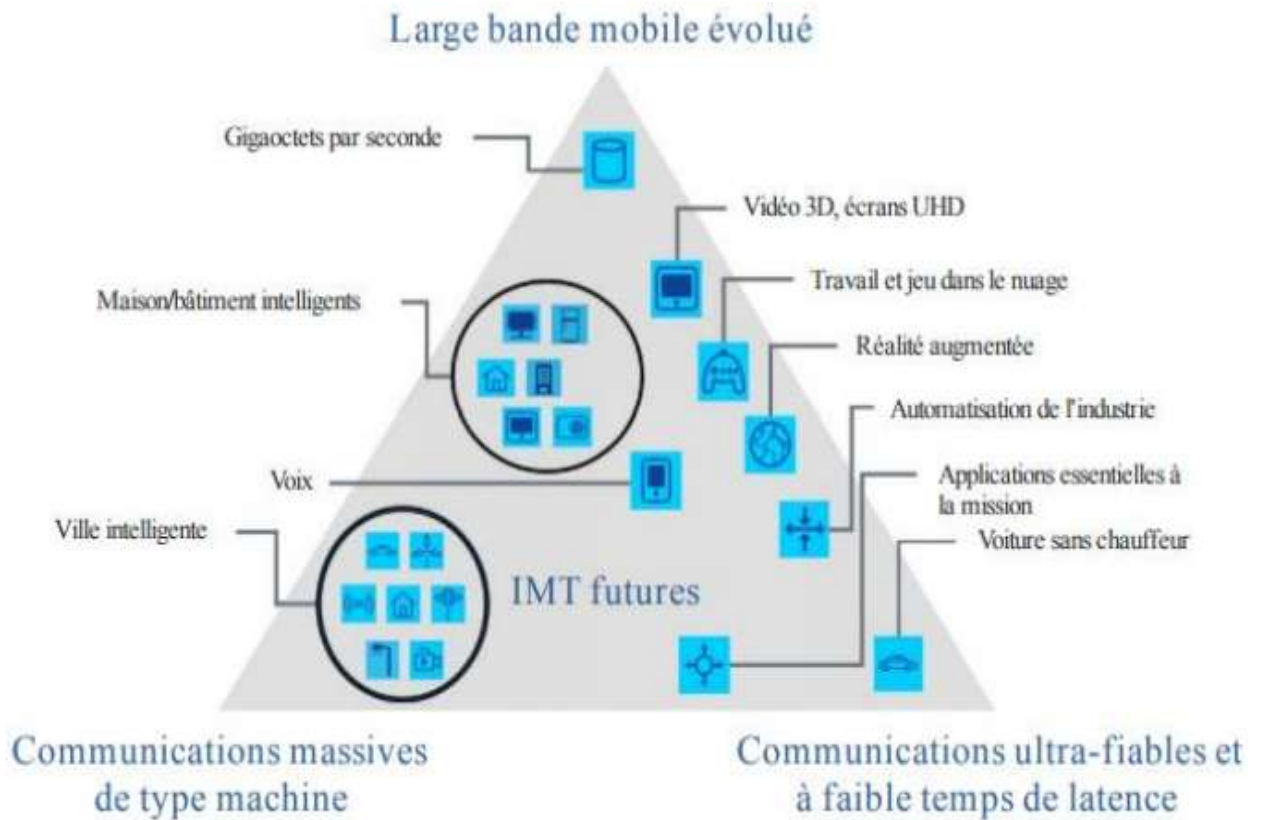 Large bande mobile évolué
Gigaoctets par seconde
Vidéo 3D, écrans UHD
Travail et jeu dans le nuage
Maison/bâtiment intelligents
Réalité augmentée
Automatisation de l'industrie
Voix
Applications essentielles à
la mission
Ville intelligente
Voiture sans chauffeur
IMT futures
Communications massives
de type machine
Communications ultra-fiables et
à faible temps de latence